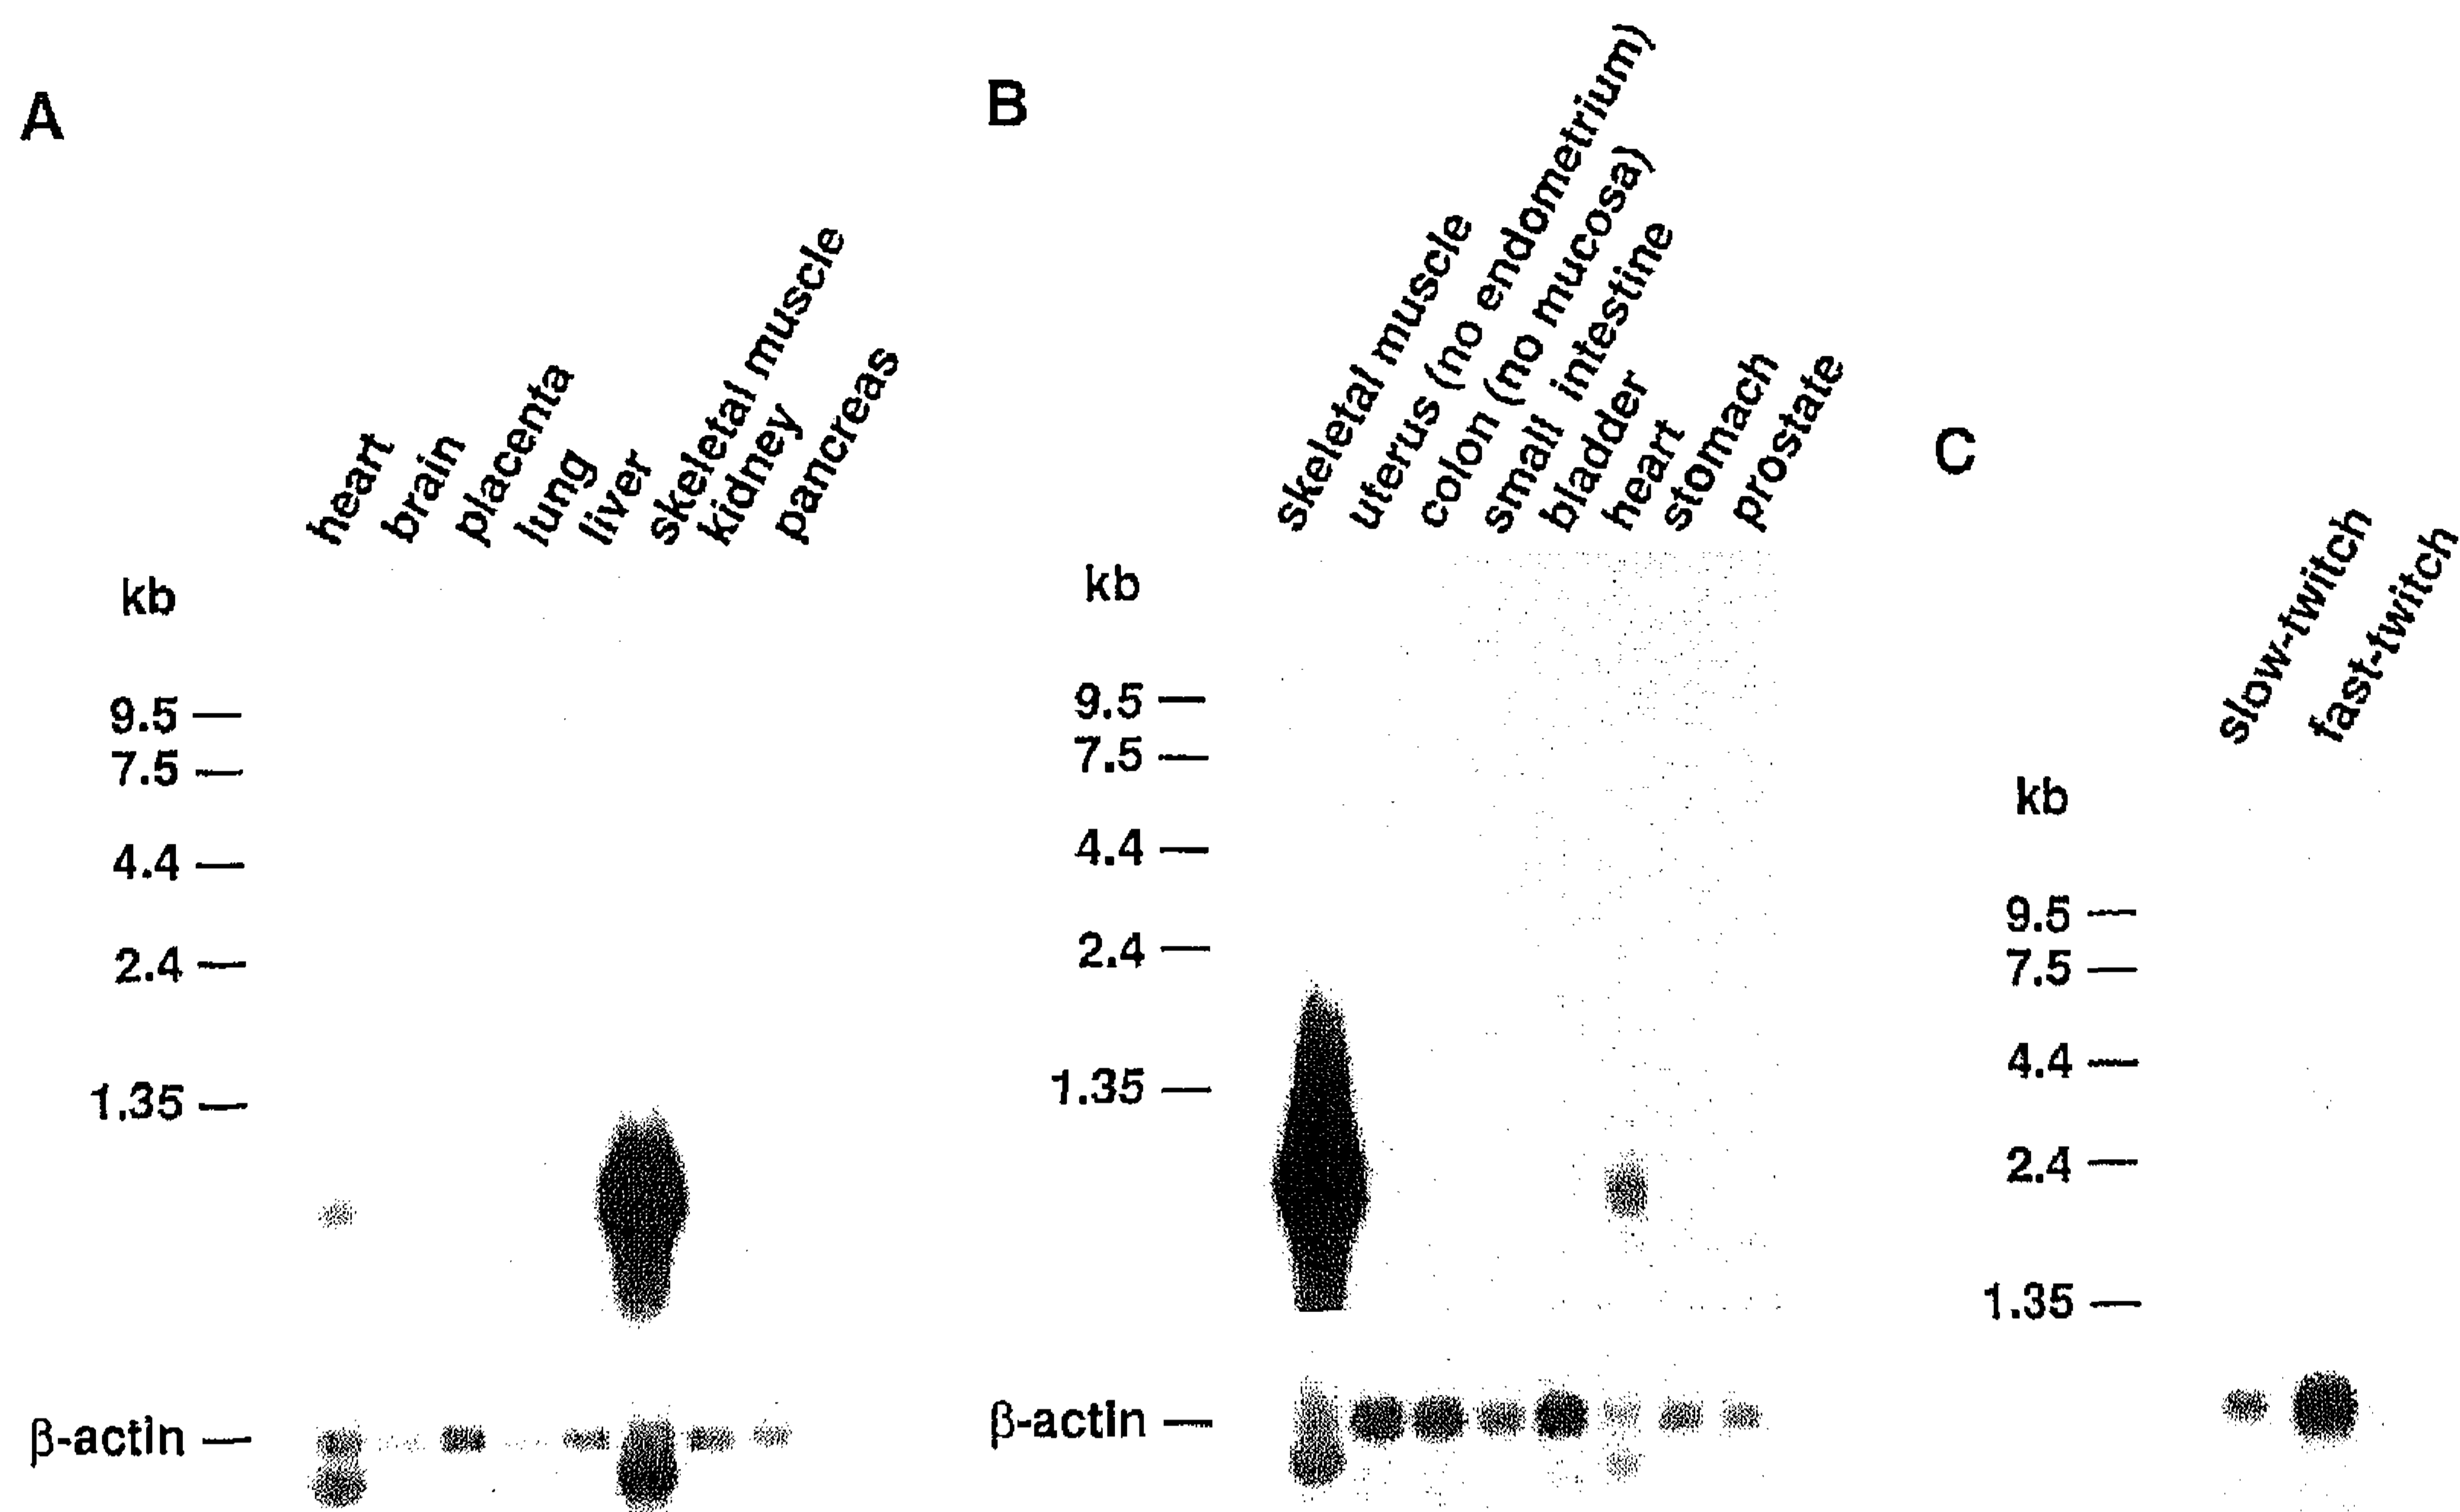 A
heart
brain
placenta
lung
liver
skeletal muscle
kidney
pancreas
kb
9.5
7.5
4.4
2.4
1.35
β-actin
B
skeletal muscle
uterus (no endometrium)
colon (no mucosa)
small intestine
bladder
heart
stomach
prostate
kb
9.5
7.5
4.4
2.4
1.35
β-actin
C
slow-twitch
fast-twitch
kb
9.5
7.5
4.4
2.4
1.35